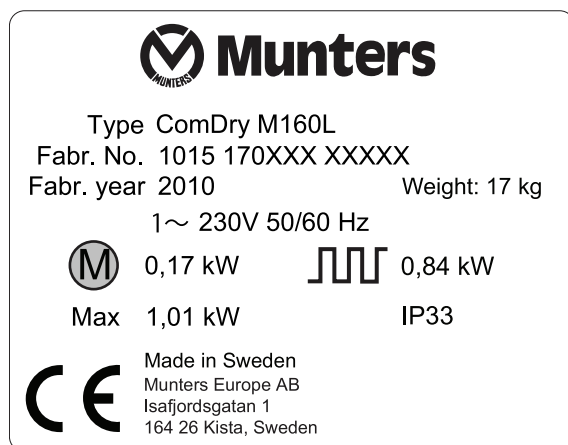 MUNTERS Munters
Type ComDry M160L
Fabr. No. 1015 170XXX XXXXX
Fabr. year 2010 Weight: 17 kg
1~ 230V 50/60 Hz
M 0,17 kW 0,84 kW
Max 1,01 kW IP33
CE
Made in Sweden
Munters Europe AB
Isafjordsgatan 1
164 26 Kista, Sweden